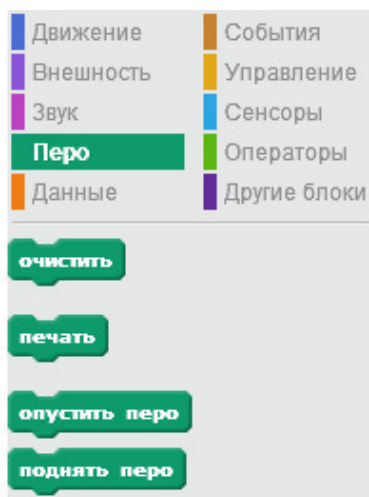 Движение
События
Внешность
Управление
Звук
Сенсоры
Перо
Операторы
Данные
Другие блоки
очистить
печать
опустить перо
поднять перо